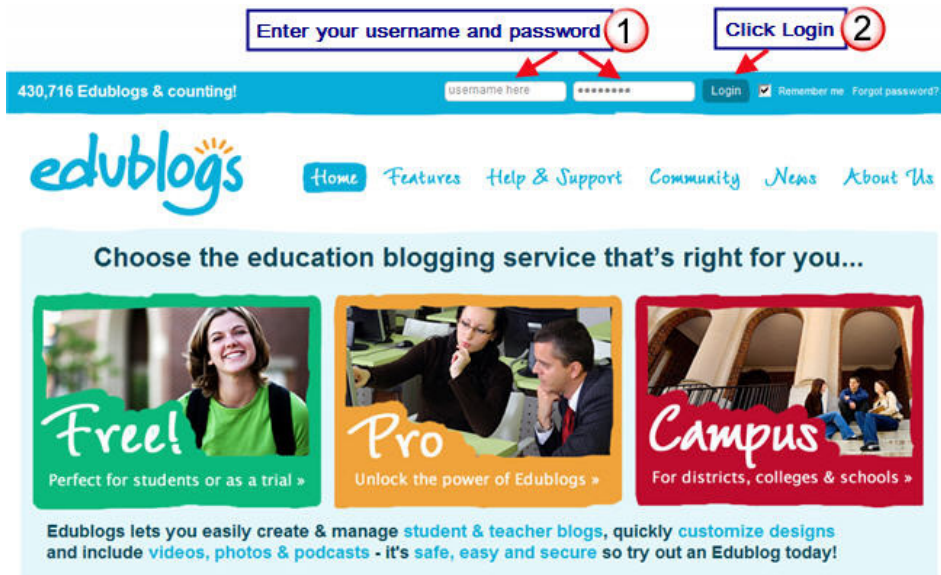 Enter your username and password 1
Click Login 2
430,716 Edublogs & counting!
username here
Login
Remember me
Forgot password?
edublogs
Home Features Help & Support Community News About Us
Choose the education blogging service that's right for you...
Free!
Perfect for students or as a trial »
Pro
Unlock the power of Edublogs »
Campus
For districts, colleges & schools »
Edublogs lets you easily create & manage student & teacher blogs, quickly customize designs
and include videos, photos & podcasts - it's safe, easy and secure so try out an Edublog today!